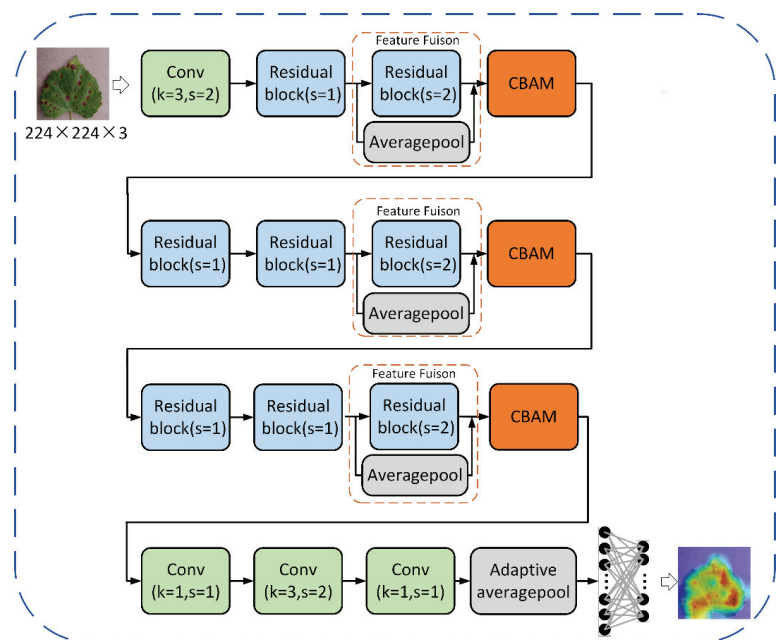 Feature Fuison
Conv
(k=3,s=2)
Residual
block(s=1)
Residual
block(s=2)
CBAM
Averagepool
224×224×3
Feature Fuison
Residual
block(s=1)
Residual
block(s=1)
Residual
block(s=2)
CBAM
Averagepool
Feature Fuison
Residual
block(s=1)
Residual
block(s=1)
Residual
block(s=2)
CBAM
Averagepool
Conv
(k=1,s=1)
Conv
(k=3,s=2)
Conv
(k=1,s=1)
Adaptive
averagepool